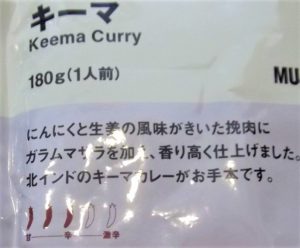 キーマ
Keema Curry
180g(1人前)
MU
にんにくと生姜の風味がきいた挽肉に
ガラムマサラを加え、香り高く仕上げました。
北インドのキーマカレーがお手本です。
甘 辛 激辛